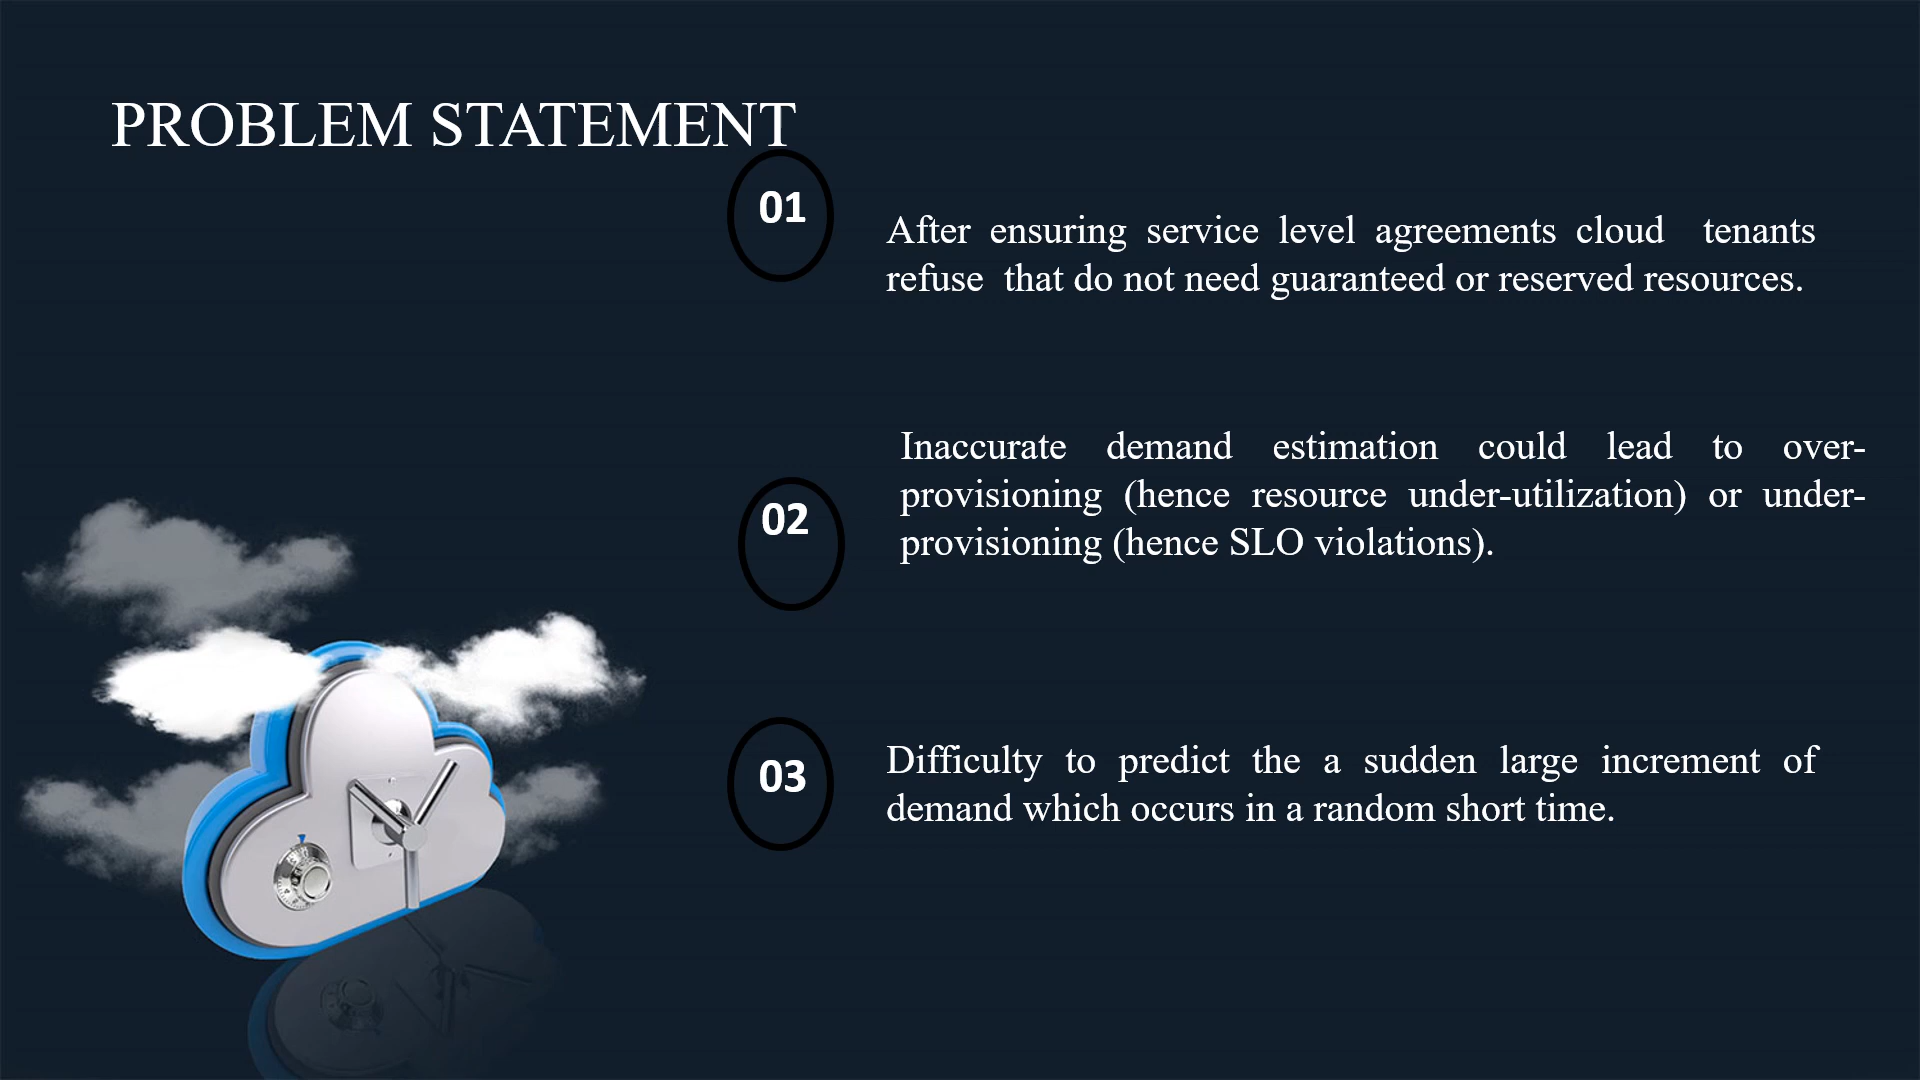 PROBLEM STATEMENT
01
After ensuring service level agreements cloud tenants
refuse that do not need guaranteed or reserved resources.
02
Inaccurate demand estimation could lead to over-
provisioning (hence resource under-utilization) or under-
provisioning (hence SLO violations).
03
Difficulty to predict the a sudden large increment of
demand which occurs in a random short time.